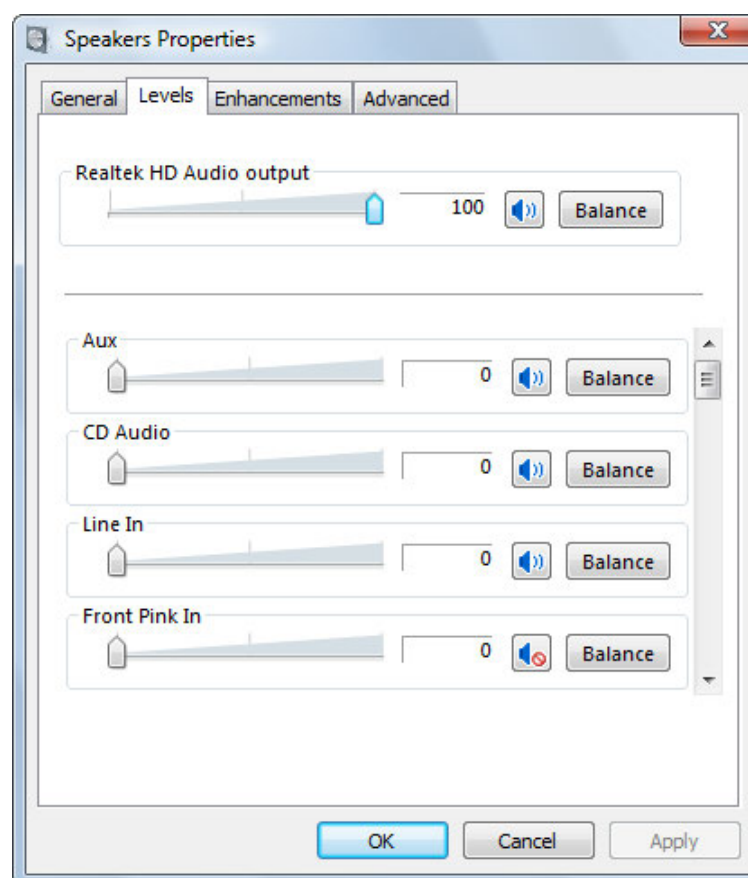 Speakers Properties
General Levels Enhancements Advanced
Realtek HD Audio output
100 Balance
Aux
0 Balance
CD Audio
0 Balance
Line In
0 Balance
Front Pink In
0 Balance
OK Cancel Apply